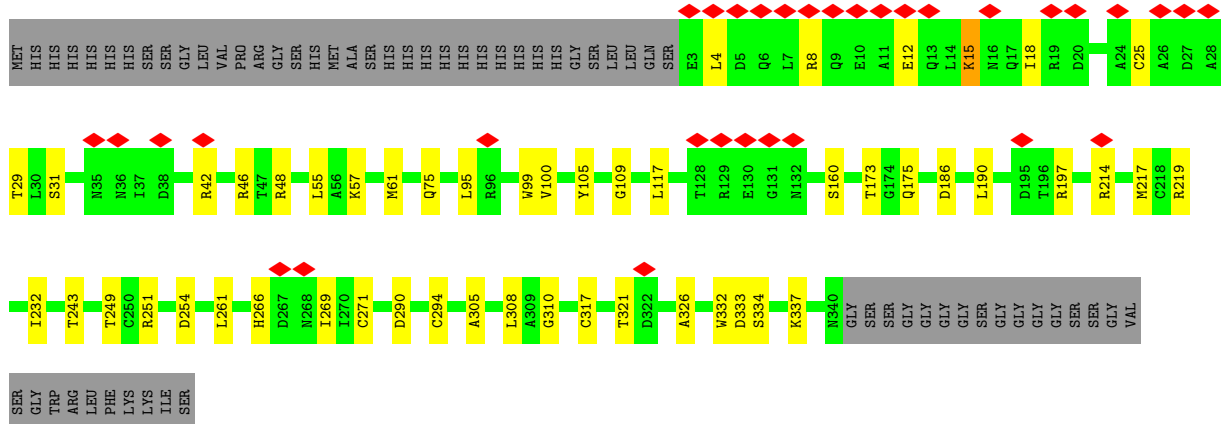 MET HIS HIS HIS HIS HIS HIS SER SER GLY LEU VAL PRO ARG GLY SER HIS MET ALA SER HIS HIS HIS HIS HIS HIS HIS HIS HIS HIS GLY SER LEU LEU GLN SER E3 L4 D5 Q6 L7 R8 Q9 E10 A11 E12 Q13 L14 K15 N16 Q17 I18 R19 D20 A24 C25 A26 D27 A28
T29 L30 S31 N35 N36 I37 D38 R42 R46 T47 R48 L55 A56 K57 M61 Q75 L95 R96 W99 V100 Y105 G109 L117 T128 R129 E130 G131 N132 S160 T173 G174 Q175 D186 L190 D195 T196 R197 R214 M217 C218 R219
I232 T243 T249 C250 R251 D254 L261 H266 D267 N268 I269 I270 C271 D290 C294 A305 L308 A309 G310 C317 T321 D322 A326 W332 D333 S334 K337 N340 GLY SER SER GLY GLY GLY GLY SER GLY GLY GLY GLY SER SER GLY VAL
SER GLY TRP ARG LEU PHE LYS LYS ILE SER